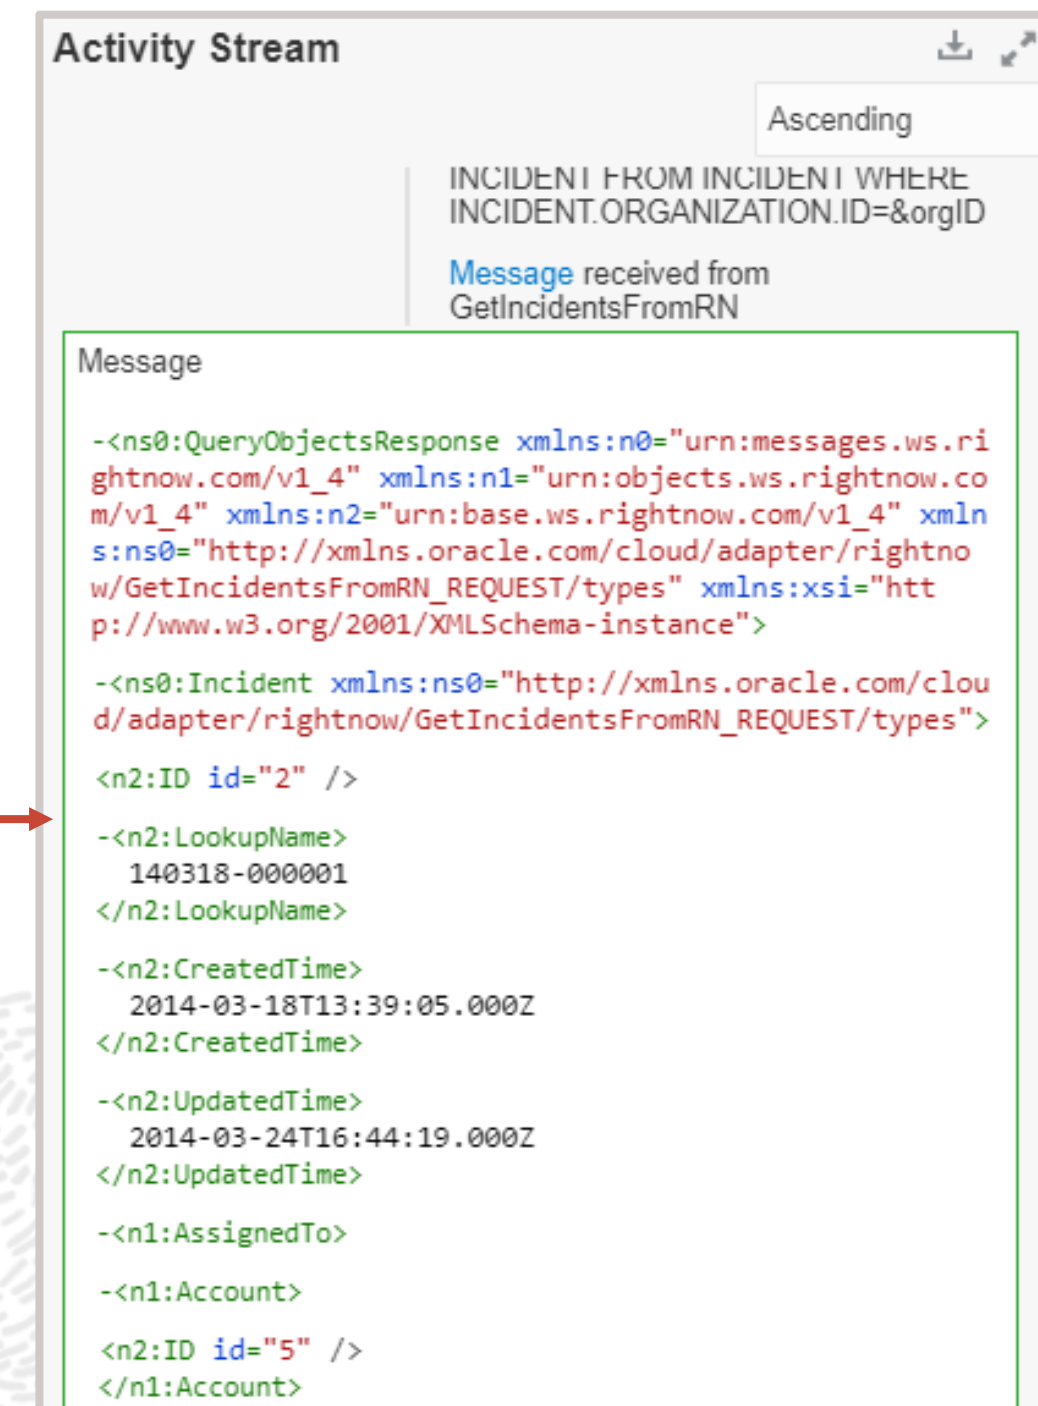 Activity Stream
Ascending
INCIDENT FROM INCIDENT WHERE
INCIDENT.ORGANIZATION.ID=&orgID
Message received from
GetIncidentsFromRN
Message
-<ns0:QueryObjectsResponse xmlns:n0="urn:messages.ws.ri
ghtnow.com/v1_4" xmlns:n1="urn:objects.ws.rightnow.co
m/v1_4" xmlns:n2="urn:base.ws.rightnow.com/v1_4" xmln
s:ns0="http://xmlns.oracle.com/cloud/adapter/rightno
w/GetIncidentsFromRN_REQUEST/types" xmlns:xsi="htt
p://www.w3.org/2001/XMLSchema-instance">
-<ns0:Incident xmlns:ns0="http://xmlns.oracle.com/clou
d/adapter/rightnow/GetIncidentsFromRN_REQUEST/types">
<n2:ID id="2" />
-<n2:LookupName>
140318-000001
</n2:LookupName>
-<n2:CreatedTime>
2014-03-18T13:39:05.000Z
</n2:CreatedTime>
-<n2:UpdatedTime>
2014-03-24T16:44:19.000Z
</n2:UpdatedTime>
-<n1:AssignedTo>
-<n1:Account>
<n2:ID id="5" />
</n1:Account>